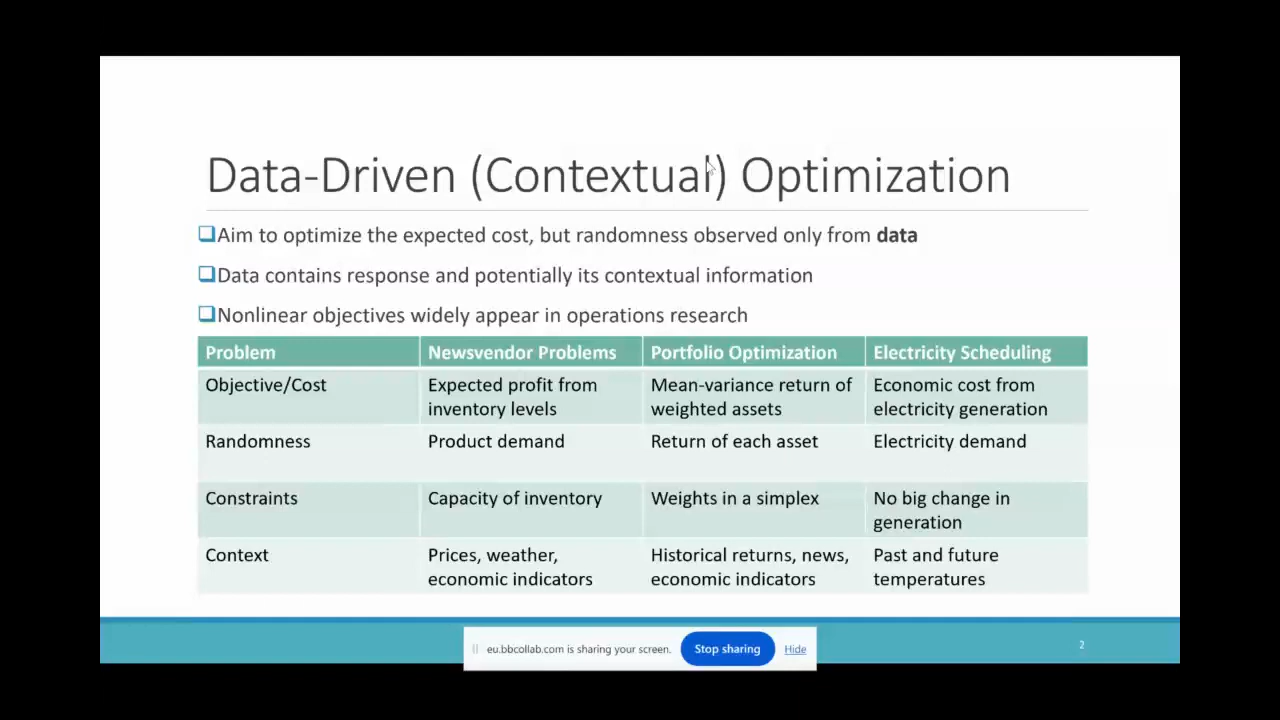 Data-Driven (Contextual) Optimization
❑Aim to optimize the expected cost, but randomness observed only from data
❑Data contains response and potentially its contextual information
❑Nonlinear objectives widely appear in operations research
Problem Newsvendor Problems Portfolio Optimization Electricity Scheduling
Objective/Cost Expected profit from Mean-variance return of Economic cost from
inventory levels weighted assets electricity generation
Randomness Product demand Return of each asset Electricity demand
Constraints Capacity of inventory Weights in a simplex No big change in
generation
Context Prices, weather, Historical returns, news, Past and future
economic indicators economic indicators temperatures
eu.bbcollab.com is sharing your screen. Stop sharing Hide
2